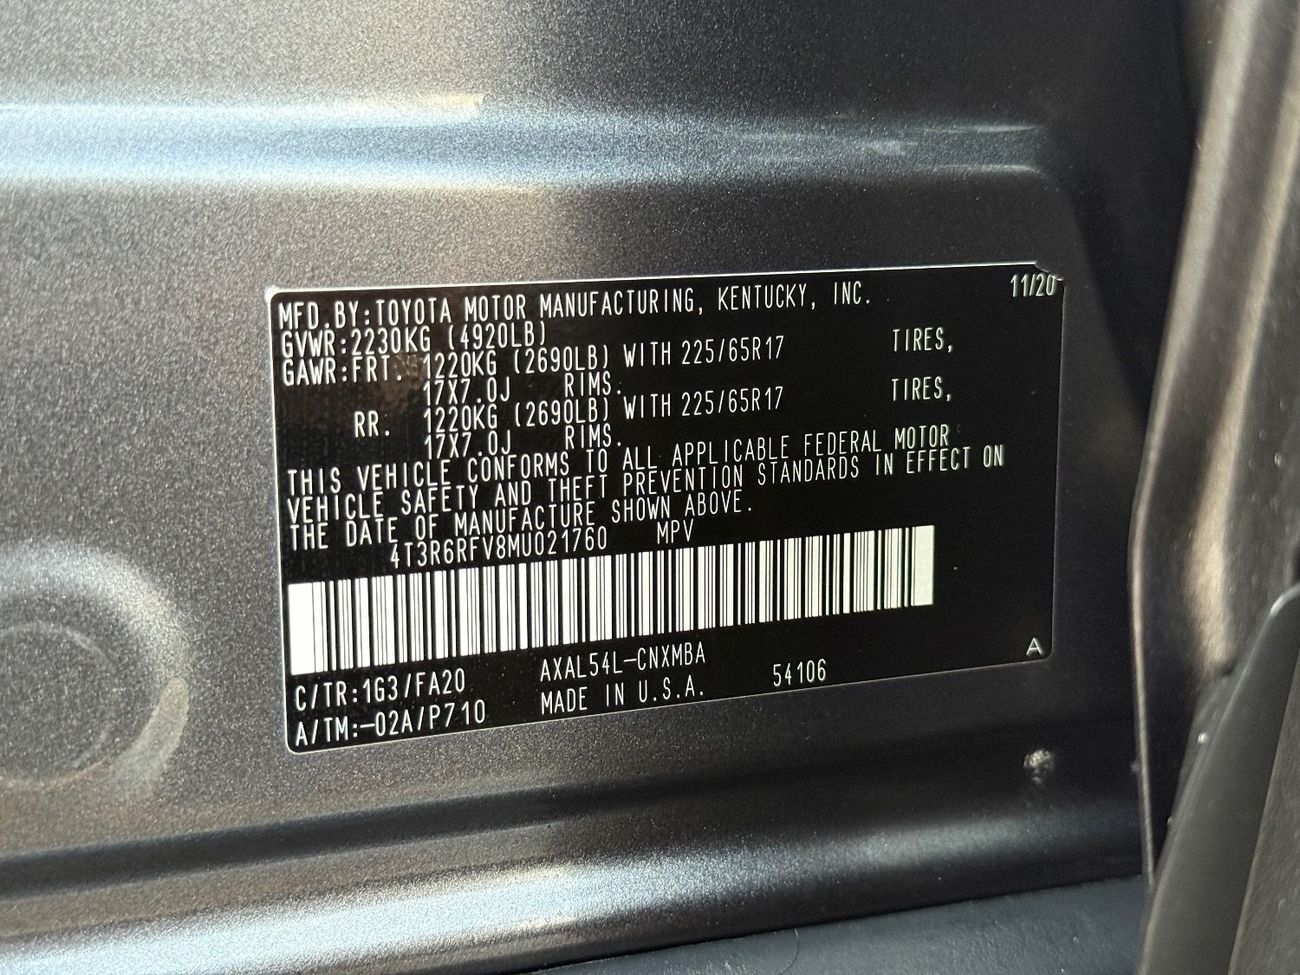 11/20
MFD.BY:TOYOTA MOTOR MANUFACTURING, KENTUCKY, INC.
GVWR:2230KG (4920LB)
GAWR:FRT. 1220KG (2690LB) WITH 225/65R17 TIRES,
17X7.0J RIMS.
RR. 1220KG (2690LB) WITH 225/65R17 TIRES,
17X7.0J RIMS.
THIS VEHICLE CONFORMS TO ALL APPLICABLE FEDERAL MOTOR
VEHICLE SAFETY AND THEFT PREVENTION STANDARDS IN EFFECT ON
THE DATE OF MANUFACTURE SHOWN ABOVE.
4T3R6RFV8MU021760 MPV
C/TR:1G3/FA20 AXAL54L-CNXMBA A
A/TM:-02A/P710 MADE IN U.S.A. 54106